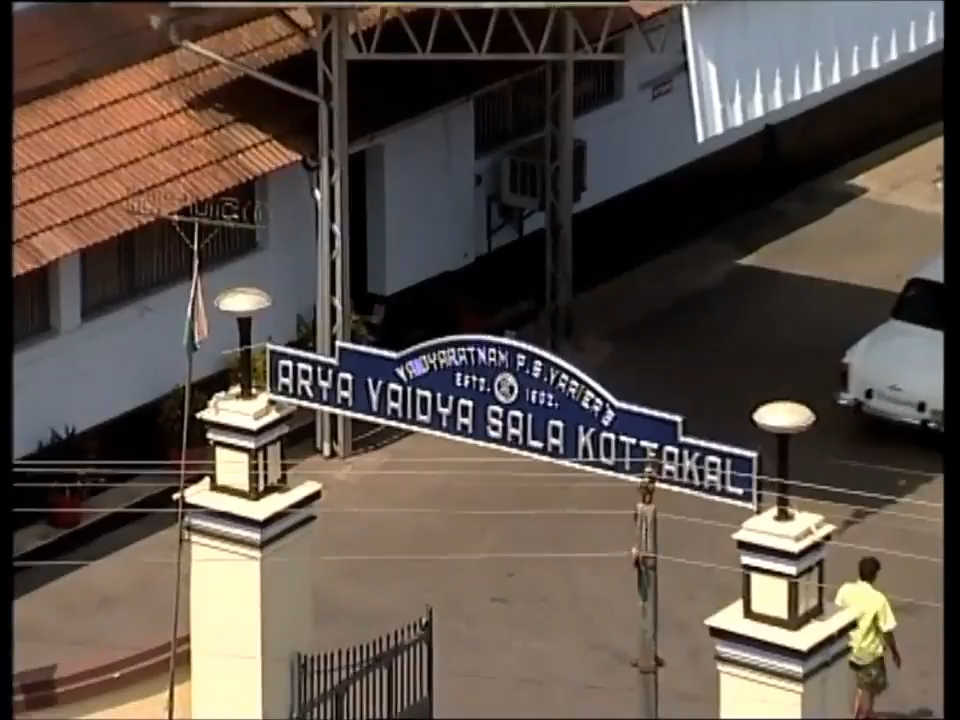 VAIDYARATNAM P.S.VARIER'S
ESTD. 1902.
ARYA VAIDYA SALA KOTTAKAL